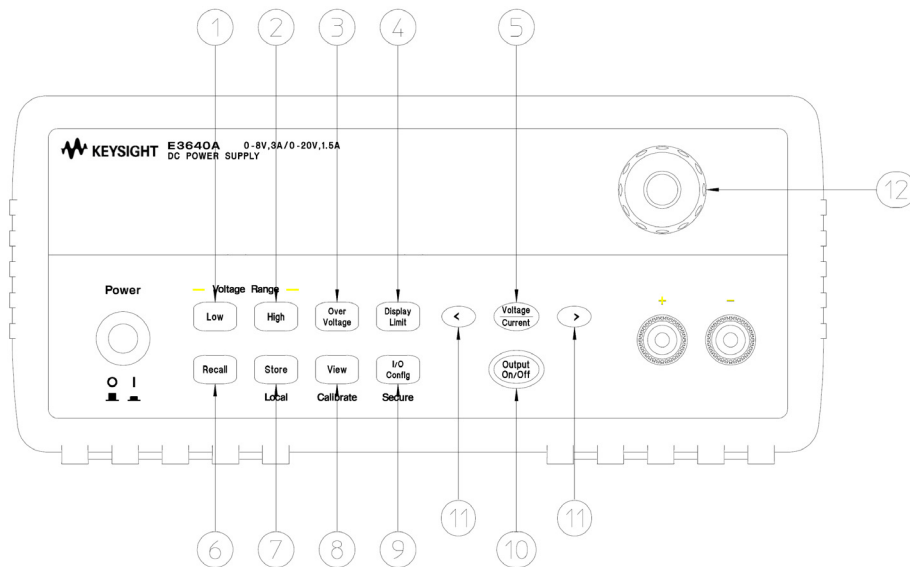 1 2 3 4 5
KEYSIGHT E3640A 0-8V,3A/0-20V,1.5A
DC POWER SUPPLY
12
Power
Voltage Range
+ −
Low High Over Voltage Display Limit < Voltage Current >
Recall Store View I/O Config Output On/Off
O I
Local Calibrate Secure
11 11
6 7 8 9 10